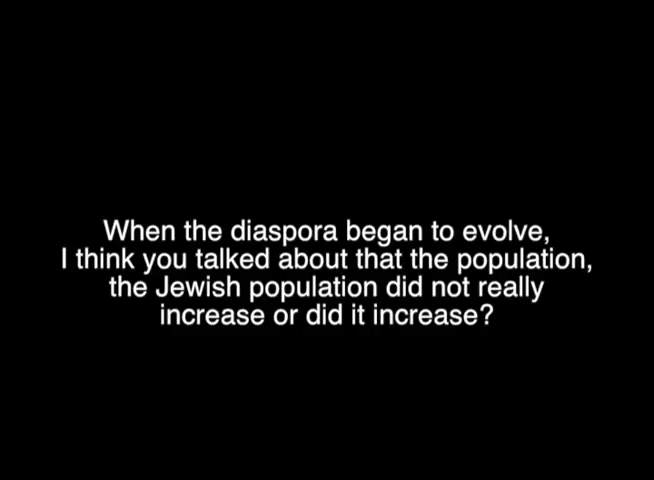 When the diaspora began to evolve,
I think you talked about that the population,
the Jewish population did not really
increase or did it increase?